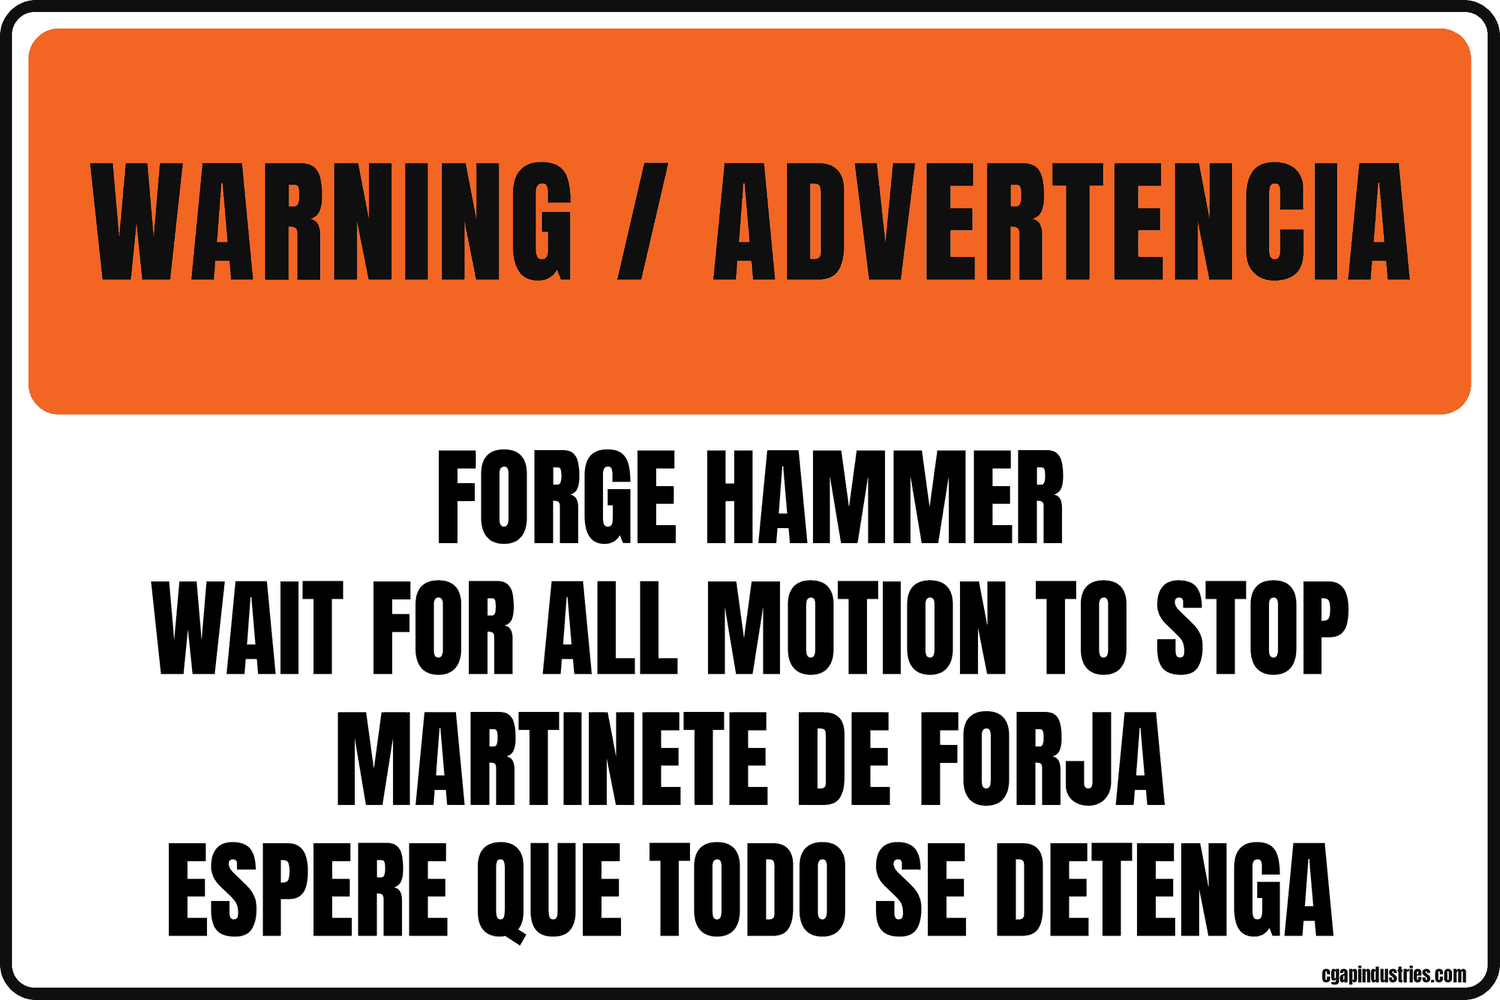 WARNING / ADVERTENCIA
FORGE HAMMER
WAIT FOR ALL MOTION TO STOP
MARTINETE DE FORJA
ESPERE QUE TODO SE DETENGA
cgapindustries.com